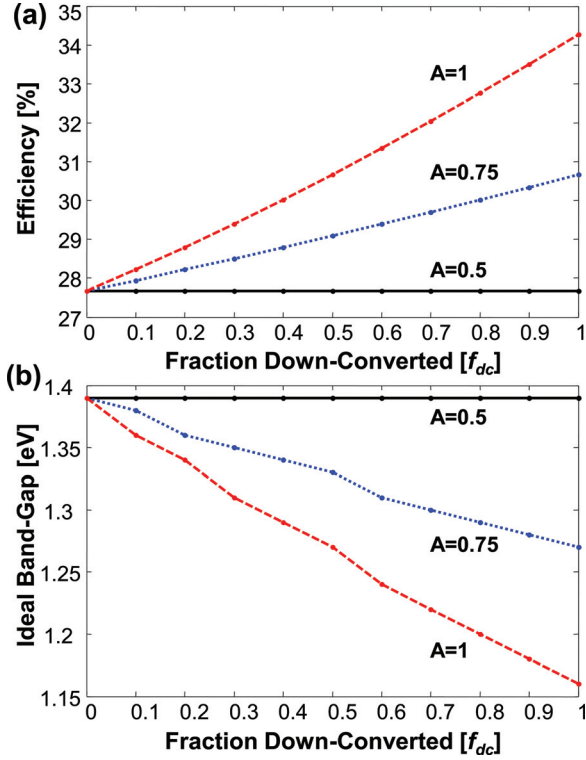 (a)
Efficiency [%]
35
34
33
32
31
30
29
28
27
A=1
A=0.75
A=0.5
0 0.1 0.2 0.3 0.4 0.5 0.6 0.7 0.8 0.9 1
Fraction Down-Converted [f_dc]
(b)
Ideal Band-Gap [eV]
1.4
1.35
1.3
1.25
1.2
1.15
A=0.5
A=0.75
A=1
0 0.1 0.2 0.3 0.4 0.5 0.6 0.7 0.8 0.9 1
Fraction Down-Converted [f_dc]